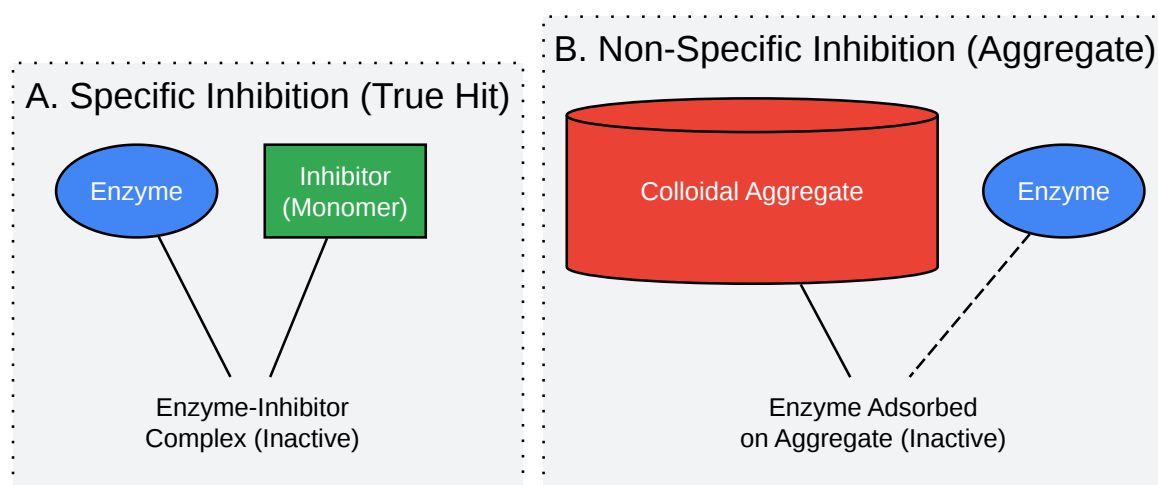 A. Specific Inhibition (True Hit)
Enzyme
Inhibitor
(Monomer)
Enzyme-Inhibitor
Complex (Inactive)
B. Non-Specific Inhibition (Aggregate)
Colloidal Aggregate
Enzyme
Enzyme Adsorbed
on Aggregate (Inactive)